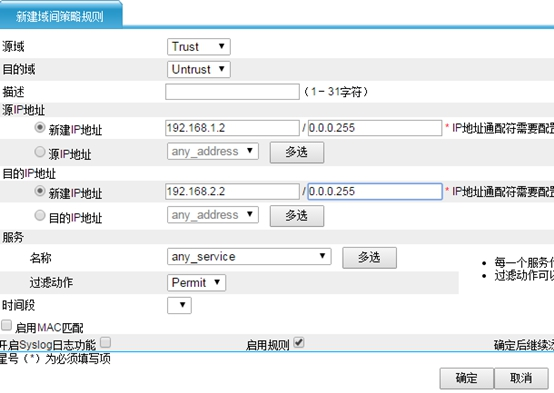 新建域间策略规则
源域 Trust
目的域 Untrust
描述 (1－31字符)
源IP地址
新建IP地址 192.168.1.2 / 0.0.0.255 * IP地址通配符需要配置
源IP地址 any_address 多选
目的IP地址
新建IP地址 192.168.2.2 / 0.0.0.255 * IP地址通配符需要配置
目的IP地址 any_address 多选
服务
名称 any_service 多选
• 每一个服务
过滤动作 Permit
• 过滤动作可
时间段
启用MAC匹配
开启Syslog日志功能 启用规则 确定后继续
星号（*）为必须填写项
确定 取消